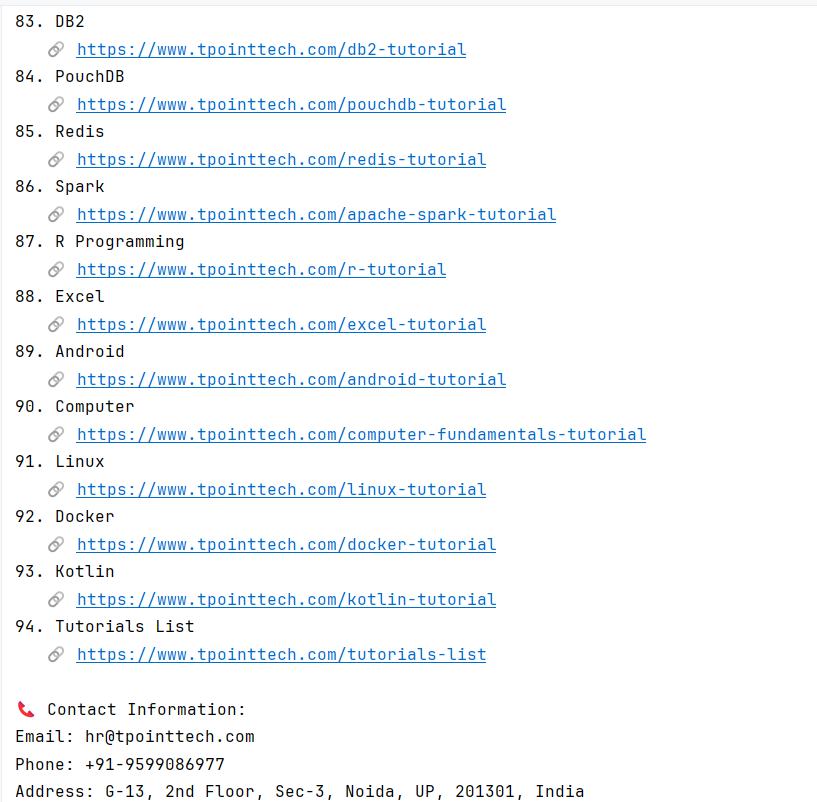 83. DB2
🔗 https://www.tpointtech.com/db2-tutorial
84. PouchDB
🔗 https://www.tpointtech.com/pouchdb-tutorial
85. Redis
🔗 https://www.tpointtech.com/redis-tutorial
86. Spark
🔗 https://www.tpointtech.com/apache-spark-tutorial
87. R Programming
🔗 https://www.tpointtech.com/r-tutorial
88. Excel
🔗 https://www.tpointtech.com/excel-tutorial
89. Android
🔗 https://www.tpointtech.com/android-tutorial
90. Computer
🔗 https://www.tpointtech.com/computer-fundamentals-tutorial
91. Linux
🔗 https://www.tpointtech.com/linux-tutorial
92. Docker
🔗 https://www.tpointtech.com/docker-tutorial
93. Kotlin
🔗 https://www.tpointtech.com/kotlin-tutorial
94. Tutorials List
🔗 https://www.tpointtech.com/tutorials-list
📞 Contact Information:
Email: hr@tpointtech.com
Phone: +91-9599086977
Address: G-13, 2nd Floor, Sec-3, Noida, UP, 201301, India